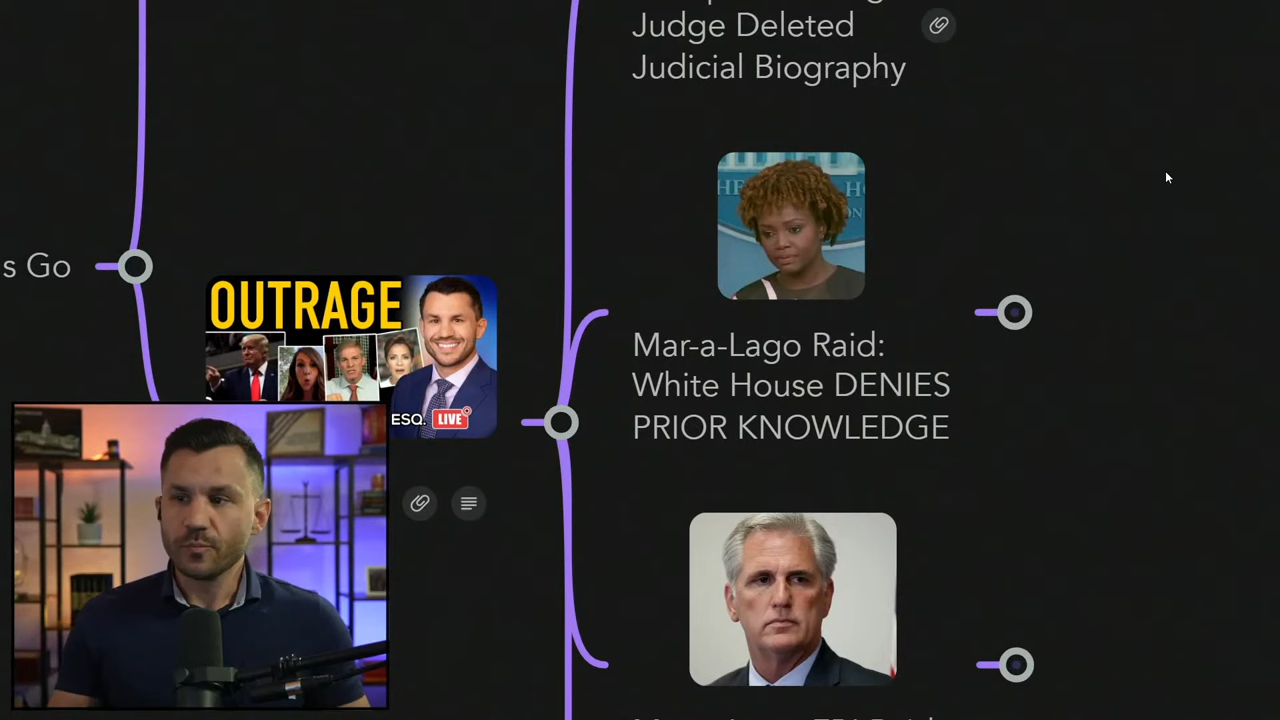 Judge Deleted
Judicial Biography
s Go
OUTRAGE
ESQ. LIVE
Mar-a-Lago Raid:
White House DENIES
PRIOR KNOWLEDGE